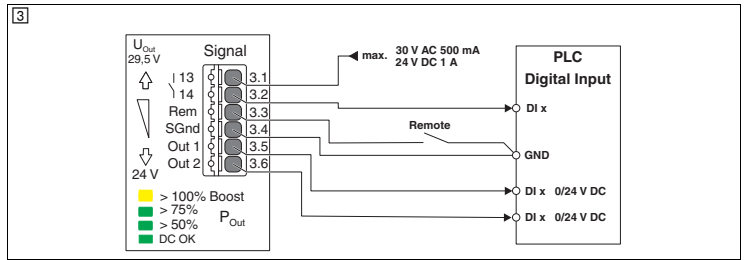 3
UOut
29,5 V
Signal
13
3.1
14
3.2
Rem
3.3
SGnd
3.4
Out 1
3.5
Out 2
3.6
24 V
> 100% Boost
> 75%
> 50%
DC OK
POut
max.
30 V AC 500 mA
24 V DC 1 A
Remote
PLC
Digital Input
DI x
GND
DI x 0/24 V DC
DI x 0/24 V DC